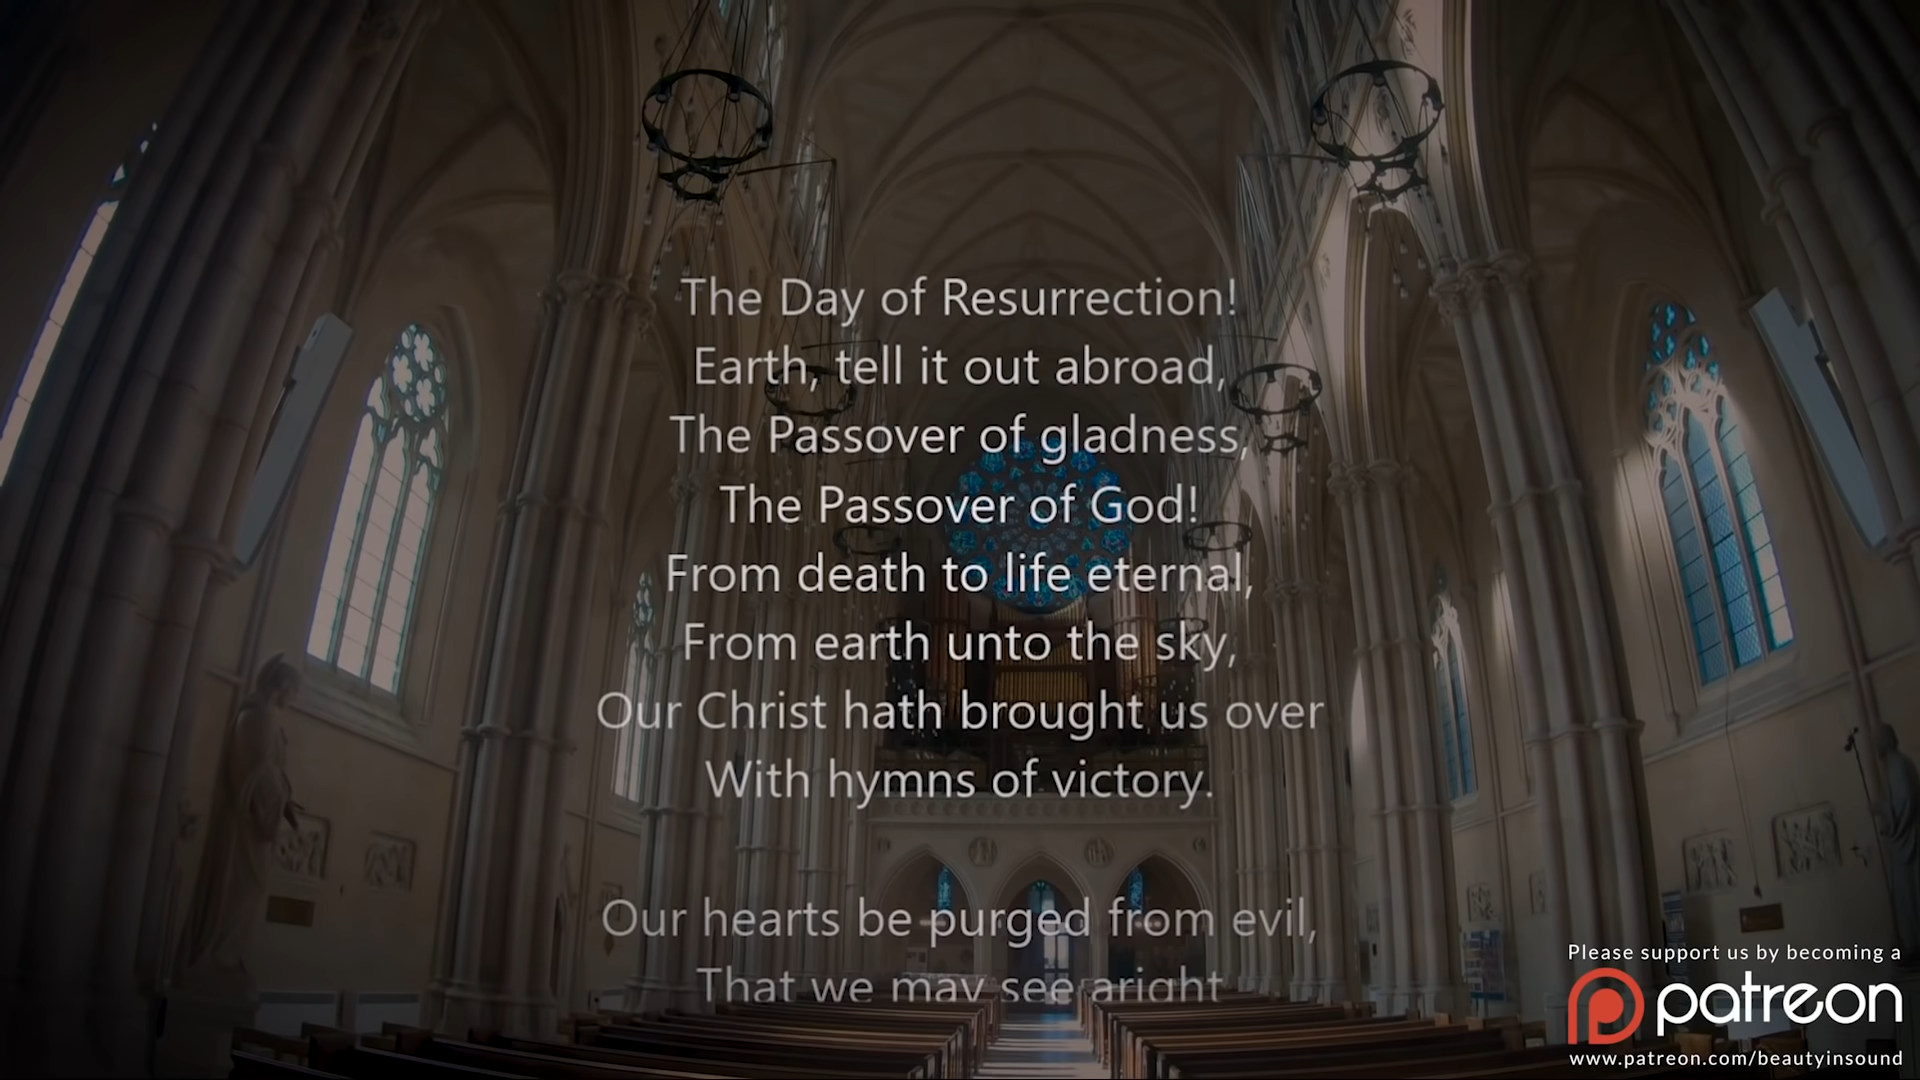 The Day of Resurrection!
Earth, tell it out abroad,
The Passover of gladness,
The Passover of God!
From death to life eternal,
From earth unto the sky,
Our Christ hath brought us over
With hymns of victory.
Our hearts be purged from evil,
That we may see aright
Please support us by becoming a
patreon
www.patreon.com/beautyinsound